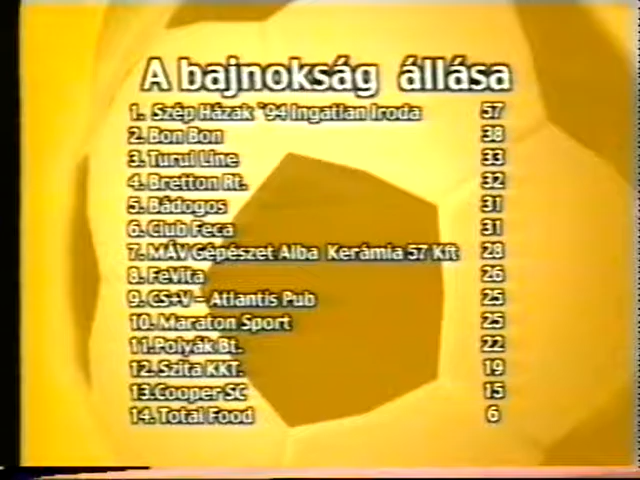 A bajnokság állása
1. Szép Házak '94 Ingatlan Iroda 57
2. Bon Bon 38
3. Turul Line 33
4. Bretton Rt. 32
5. Bádogos 31
6. Club Feca 31
7. MÁV Gépészet Alba Kerámia 57 Kft 28
8. FeVita 26
9. CS+V - Atlantis Pub 25
10. Maraton Sport 25
11.Polyák Bt. 22
12. Szita KKT. 19
13.Cooper SC 15
14. Total Food 6